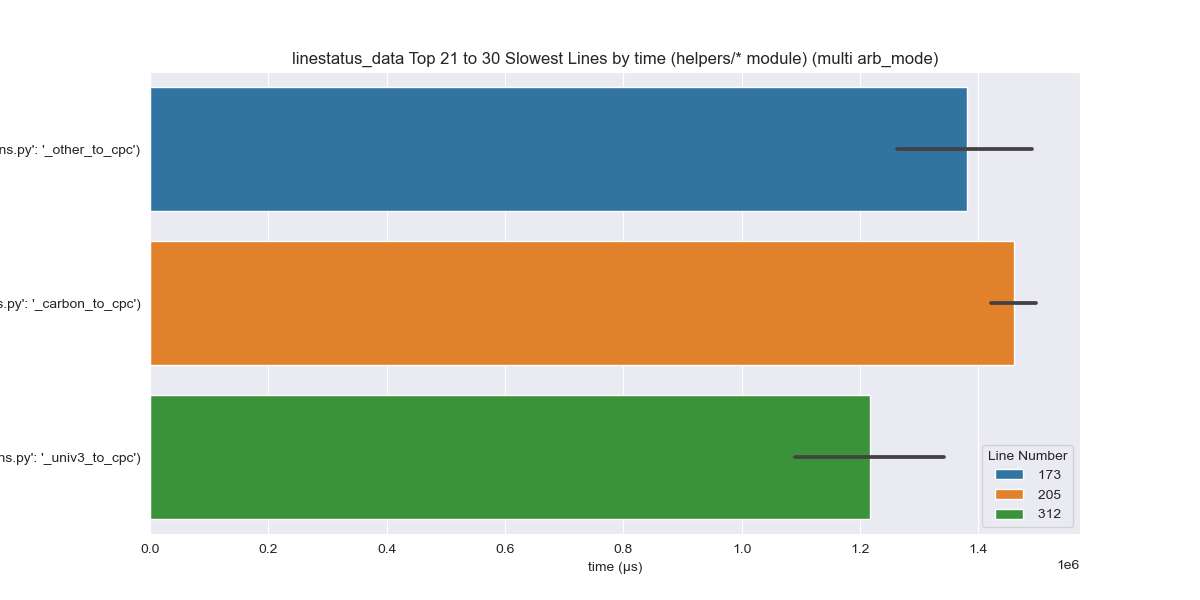 linestatus_data Top 21 to 30 Slowest Lines by time (helpers/* module) (multi arb_mode)
ns.py': '_other_to_cpc')
s.py': '_carbon_to_cpc')
ns.py': '_univ3_to_cpc')
Line Number
173
205
312
0.0 0.2 0.4 0.6 0.8 1.0 1.2 1.4
1e6
time (µs)